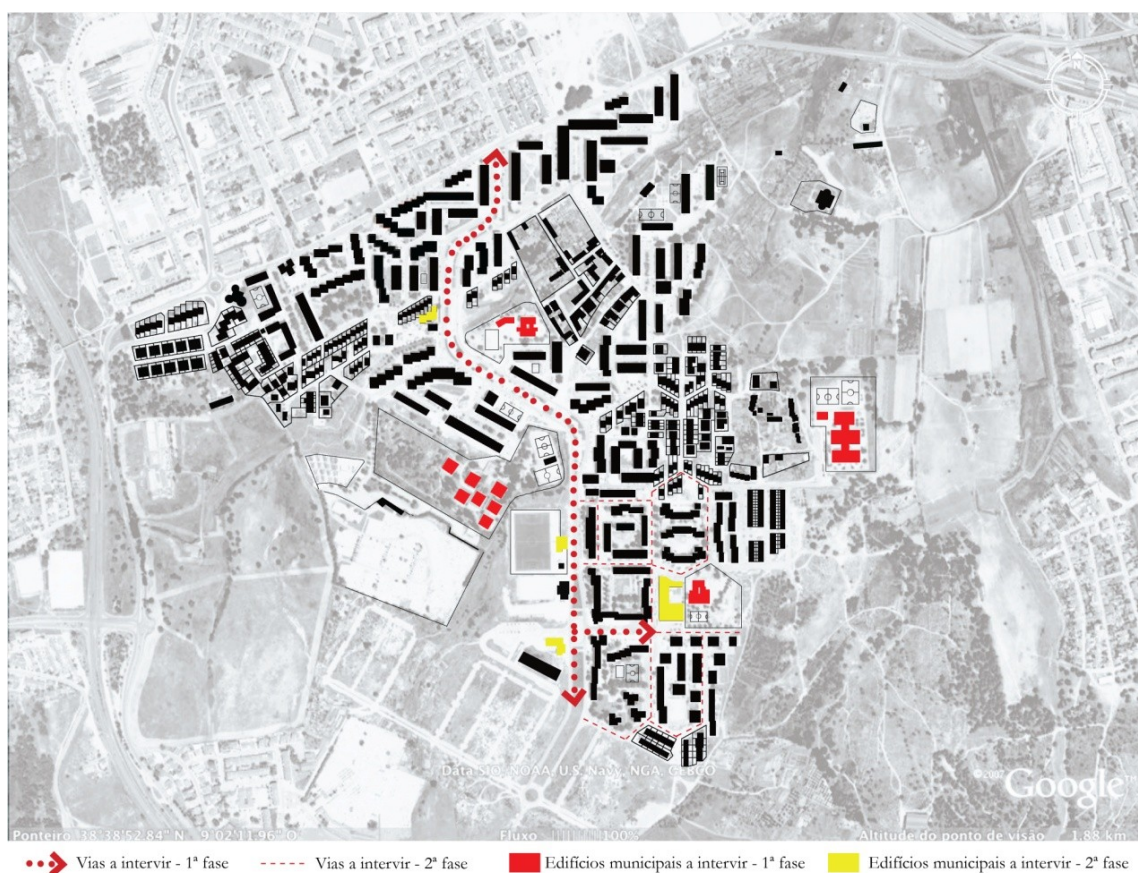 Data SIO, NOAA, U.S. Navy, NGA, GEBCO
©2007 Google™
Ponteiro 38°38'52.84" N 9°02'11.96" O Fluxo 100% Altitude do ponto de visão 1.88 km
Vias a intervir - 1ª fase Vias a intervir - 2ª fase Edifícios municipais a intervir - 1ª fase Edifícios municipais a intervir - 2ª fase